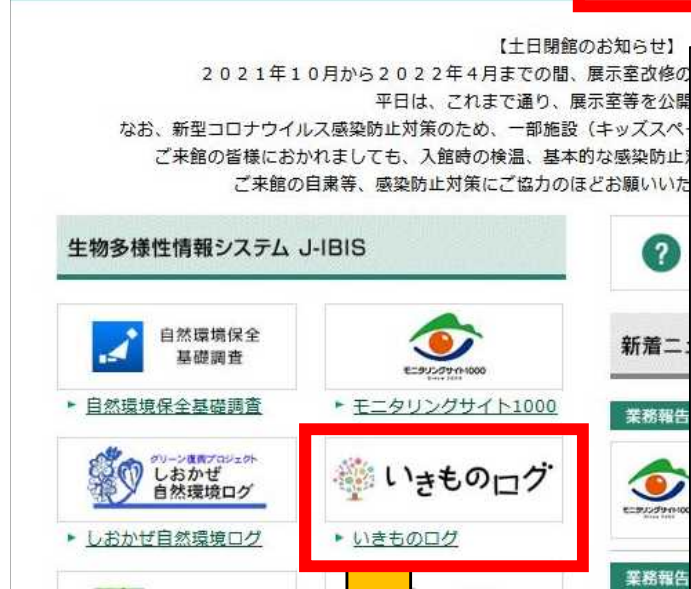 【土日閉館のお知らせ】
2021年10月から2022年4月までの間、展示室改修の
平日は、これまで通り、展示室等を公開
なお、新型コロナウイルス感染防止対策のため、一部施設（キッズスペー
ご来館の皆様におかれましても、入館時の検温、基本的な感染防止
ご来館の自粛等、感染防止対策にご協力のほどお願いいた
生物多様性情報システム J-IBIS
?
自然環境保全
基礎調査
モニタリングサイト1000
Since 2003
新着ニュ
自然環境保全基礎調査
モニタリングサイト1000
業務報告
グリーン復興プロジェクト
しおかぜ
自然環境ログ
いきものログ
しおかぜ自然環境ログ
いきものログ
業務報告